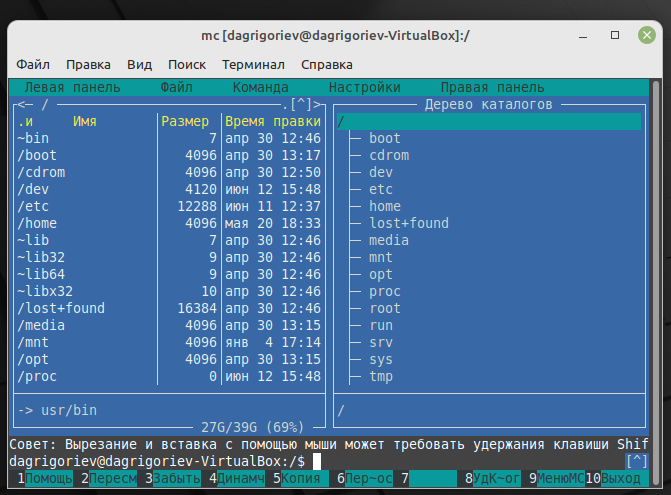 mc [dagrigoriev@dagrigoriev-VirtualBox]:/
Файл Правка Вид Поиск Терминал Справка
Левая панель Файл Команда Настройки Правая панель
<─ / .[^]> Дерево каталогов
.и Имя Размер Время правки /
~bin 7 апр 30 12:46 boot
/boot 4096 апр 30 13:17 cdrom
/cdrom 4096 апр 30 12:50 dev
/dev 4120 июн 12 15:48 etc
/etc 12288 июн 11 12:37 home
/home 4096 мая 20 18:33 lost+found
~lib 7 апр 30 12:46 media
~lib32 9 апр 30 12:46 mnt
~lib64 9 апр 30 12:46 opt
~libx32 10 апр 30 12:46 proc
/lost+found 16384 апр 30 12:46 root
/media 4096 апр 30 13:15 run
/mnt 4096 янв 4 17:14 srv
/opt 4096 апр 30 13:15 sys
/proc 0 июн 12 15:48 tmp
-> usr/bin /
27G/39G (69%)
Совет: Вырезание и вставка с помощью мыши может требовать удержания клавиши Shif
dagrigoriev@dagrigoriev-VirtualBox:/$ [^]
1Помощь 2Пересм 3Забыть 4Динамч 5Копия 6Пер~ос 7 8УдК~ог 9МенюМС 10Выход